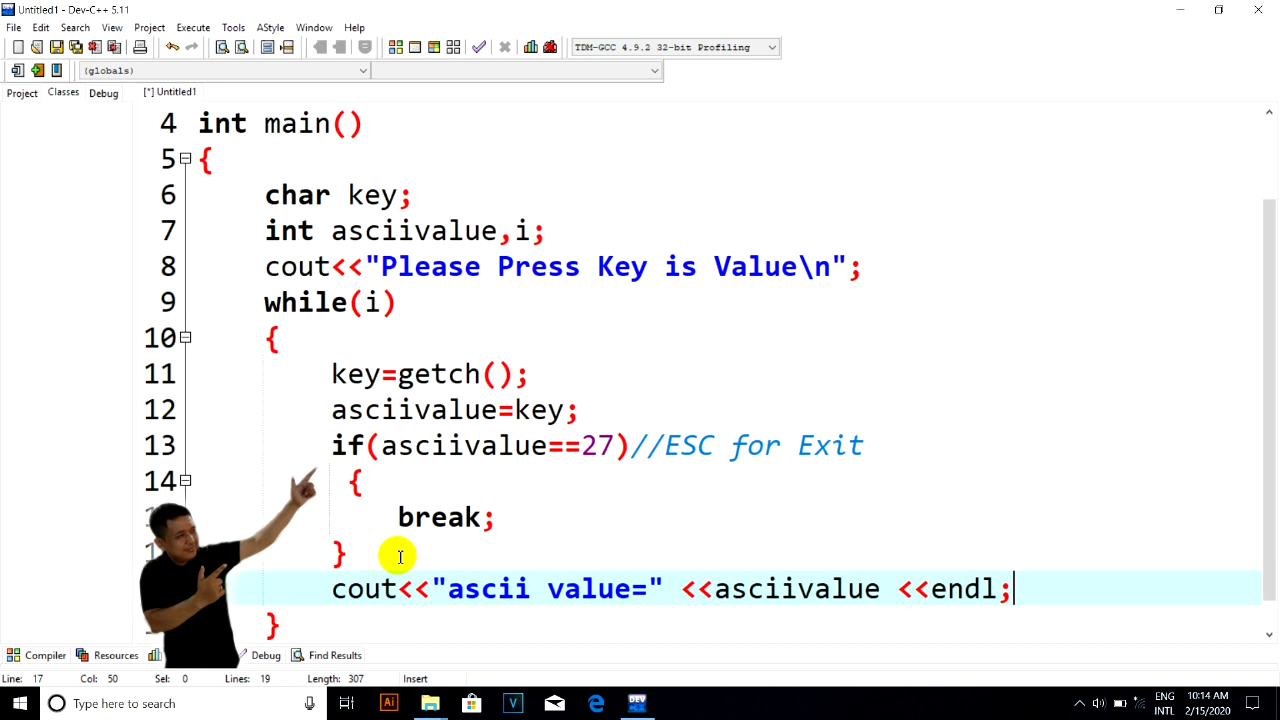 Untitled1 - Dev-C++ 5.11
File Edit Search View Project Execute Tools AStyle Window Help
TDM-GCC 4.9.2 32-bit Profiling
(globals)
Project Classes Debug [*] Untitled1
4 int main()
5 {
6 char key;
7 int asciivalue,i;
8 cout<<"Please Press Key is Value\n";
9 while(i)
10 {
11 key=getch();
12 asciivalue=key;
13 if(asciivalue==27)//ESC for Exit
14 {
break;
}
cout<<"ascii value=" <<asciivalue <<endl;
}
Compiler Resources Debug Find Results
Line: 17 Col: 50 Sel: 0 Lines: 19 Length: 307 Insert
Type here to search
Ai
V
DEV
ENG
INTL
10:14 AM
2/15/2020